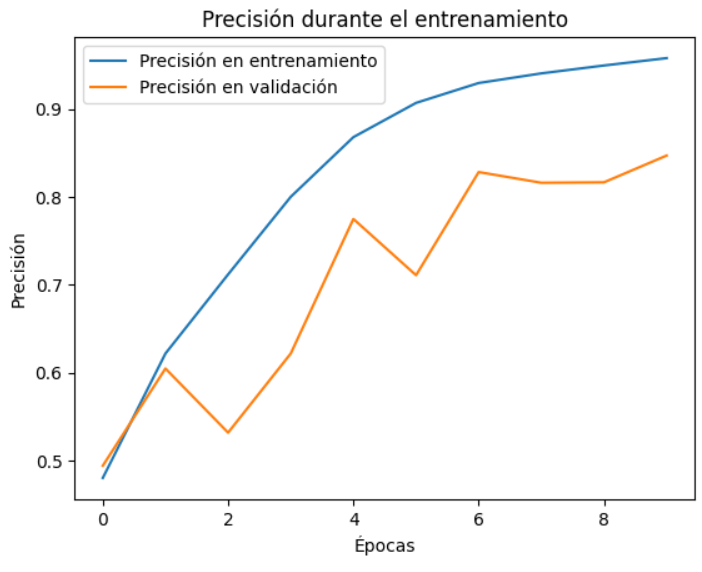 Precisión durante el entrenamiento
Precisión en entrenamiento
Precisión en validación
Precisión
0.9
0.8
0.7
0.6
0.5
0 2 4 6 8
Épocas